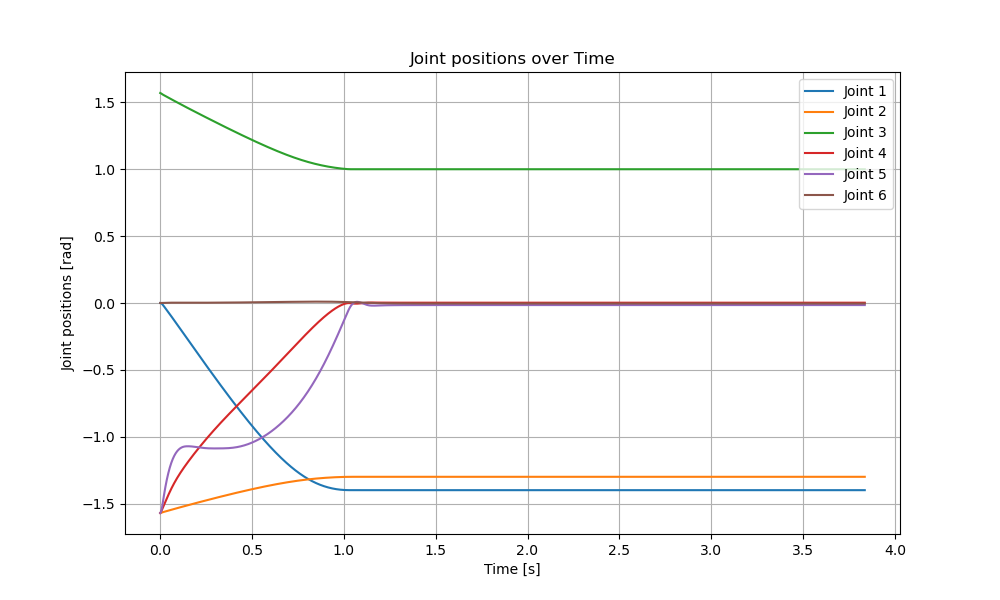 Joint positions over Time
Joint positions [rad]
1.5
1.0
0.5
0.0
−0.5
−1.0
−1.5
Joint 1
Joint 2
Joint 3
Joint 4
Joint 5
Joint 6
0.0 0.5 1.0 1.5 2.0 2.5 3.0 3.5 4.0
Time [s]